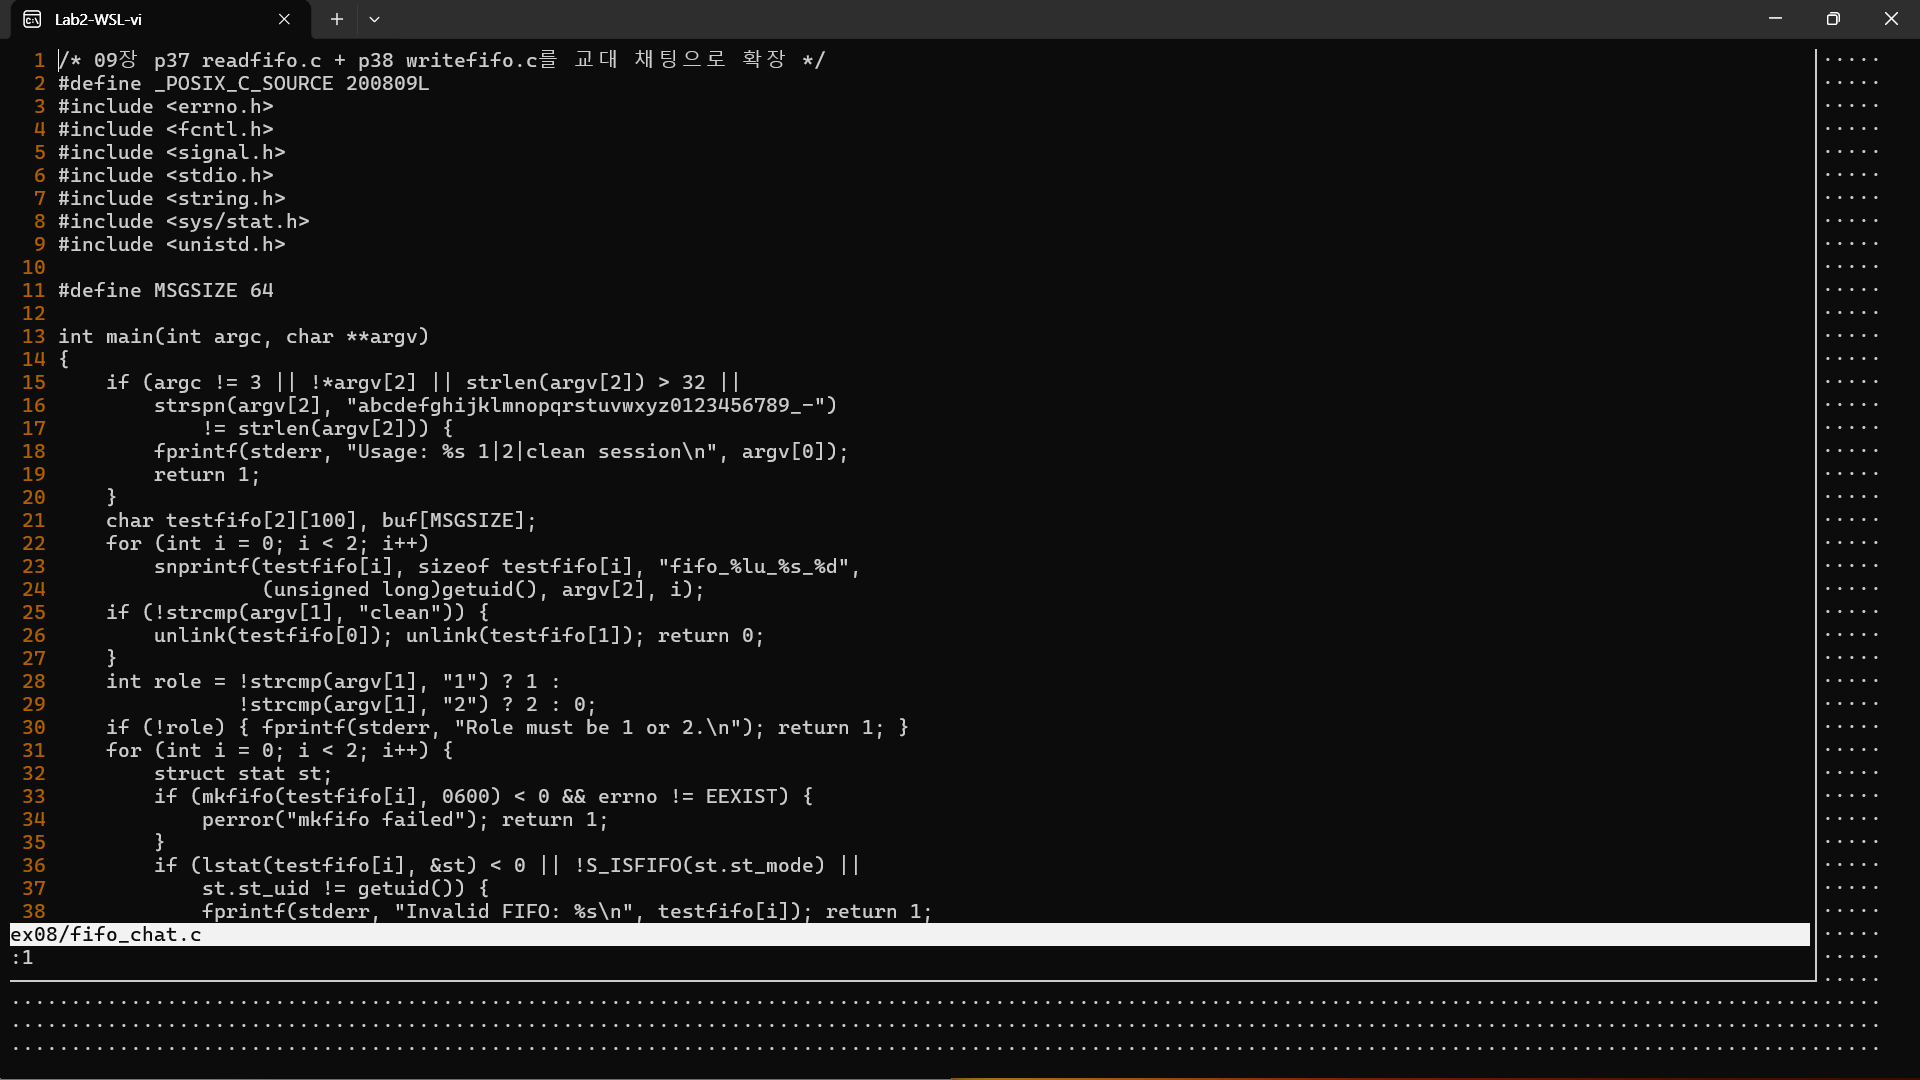 Lab2-WSL-vi
1 /* 09장 p37 readfifo.c + p38 writefifo.c를 교대 채팅으로 확장 */
2 #define _POSIX_C_SOURCE 200809L
3 #include <errno.h>
4 #include <fcntl.h>
5 #include <signal.h>
6 #include <stdio.h>
7 #include <string.h>
8 #include <sys/stat.h>
9 #include <unistd.h>
10
11 #define MSGSIZE 64
12
13 int main(int argc, char **argv)
14 {
15     if (argc != 3 || !*argv[2] || strlen(argv[2]) > 32 ||
16         strspn(argv[2], "abcdefghijklmnopqrstuvwxyz0123456789_-")
17             != strlen(argv[2])) {
18         fprintf(stderr, "Usage: %s 1|2|clean session\n", argv[0]);
19         return 1;
20     }
21     char testfifo[2][100], buf[MSGSIZE];
22     for (int i = 0; i < 2; i++)
23         snprintf(testfifo[i], sizeof testfifo[i], "fifo_%lu_%s_%d",
24                  (unsigned long)getuid(), argv[2], i);
25     if (!strcmp(argv[1], "clean")) {
26         unlink(testfifo[0]); unlink(testfifo[1]); return 0;
27     }
28     int role = !strcmp(argv[1], "1") ? 1 :
29                !strcmp(argv[1], "2") ? 2 : 0;
30     if (!role) { fprintf(stderr, "Role must be 1 or 2.\n"); return 1; }
31     for (int i = 0; i < 2; i++) {
32         struct stat st;
33         if (mkfifo(testfifo[i], 0600) < 0 && errno != EEXIST) {
34             perror("mkfifo failed"); return 1;
35         }
36         if (lstat(testfifo[i], &st) < 0 || !S_ISFIFO(st.st_mode) ||
37             st.st_uid != getuid()) {
38             fprintf(stderr, "Invalid FIFO: %s\n", testfifo[i]); return 1;
ex08/fifo_chat.c
:1